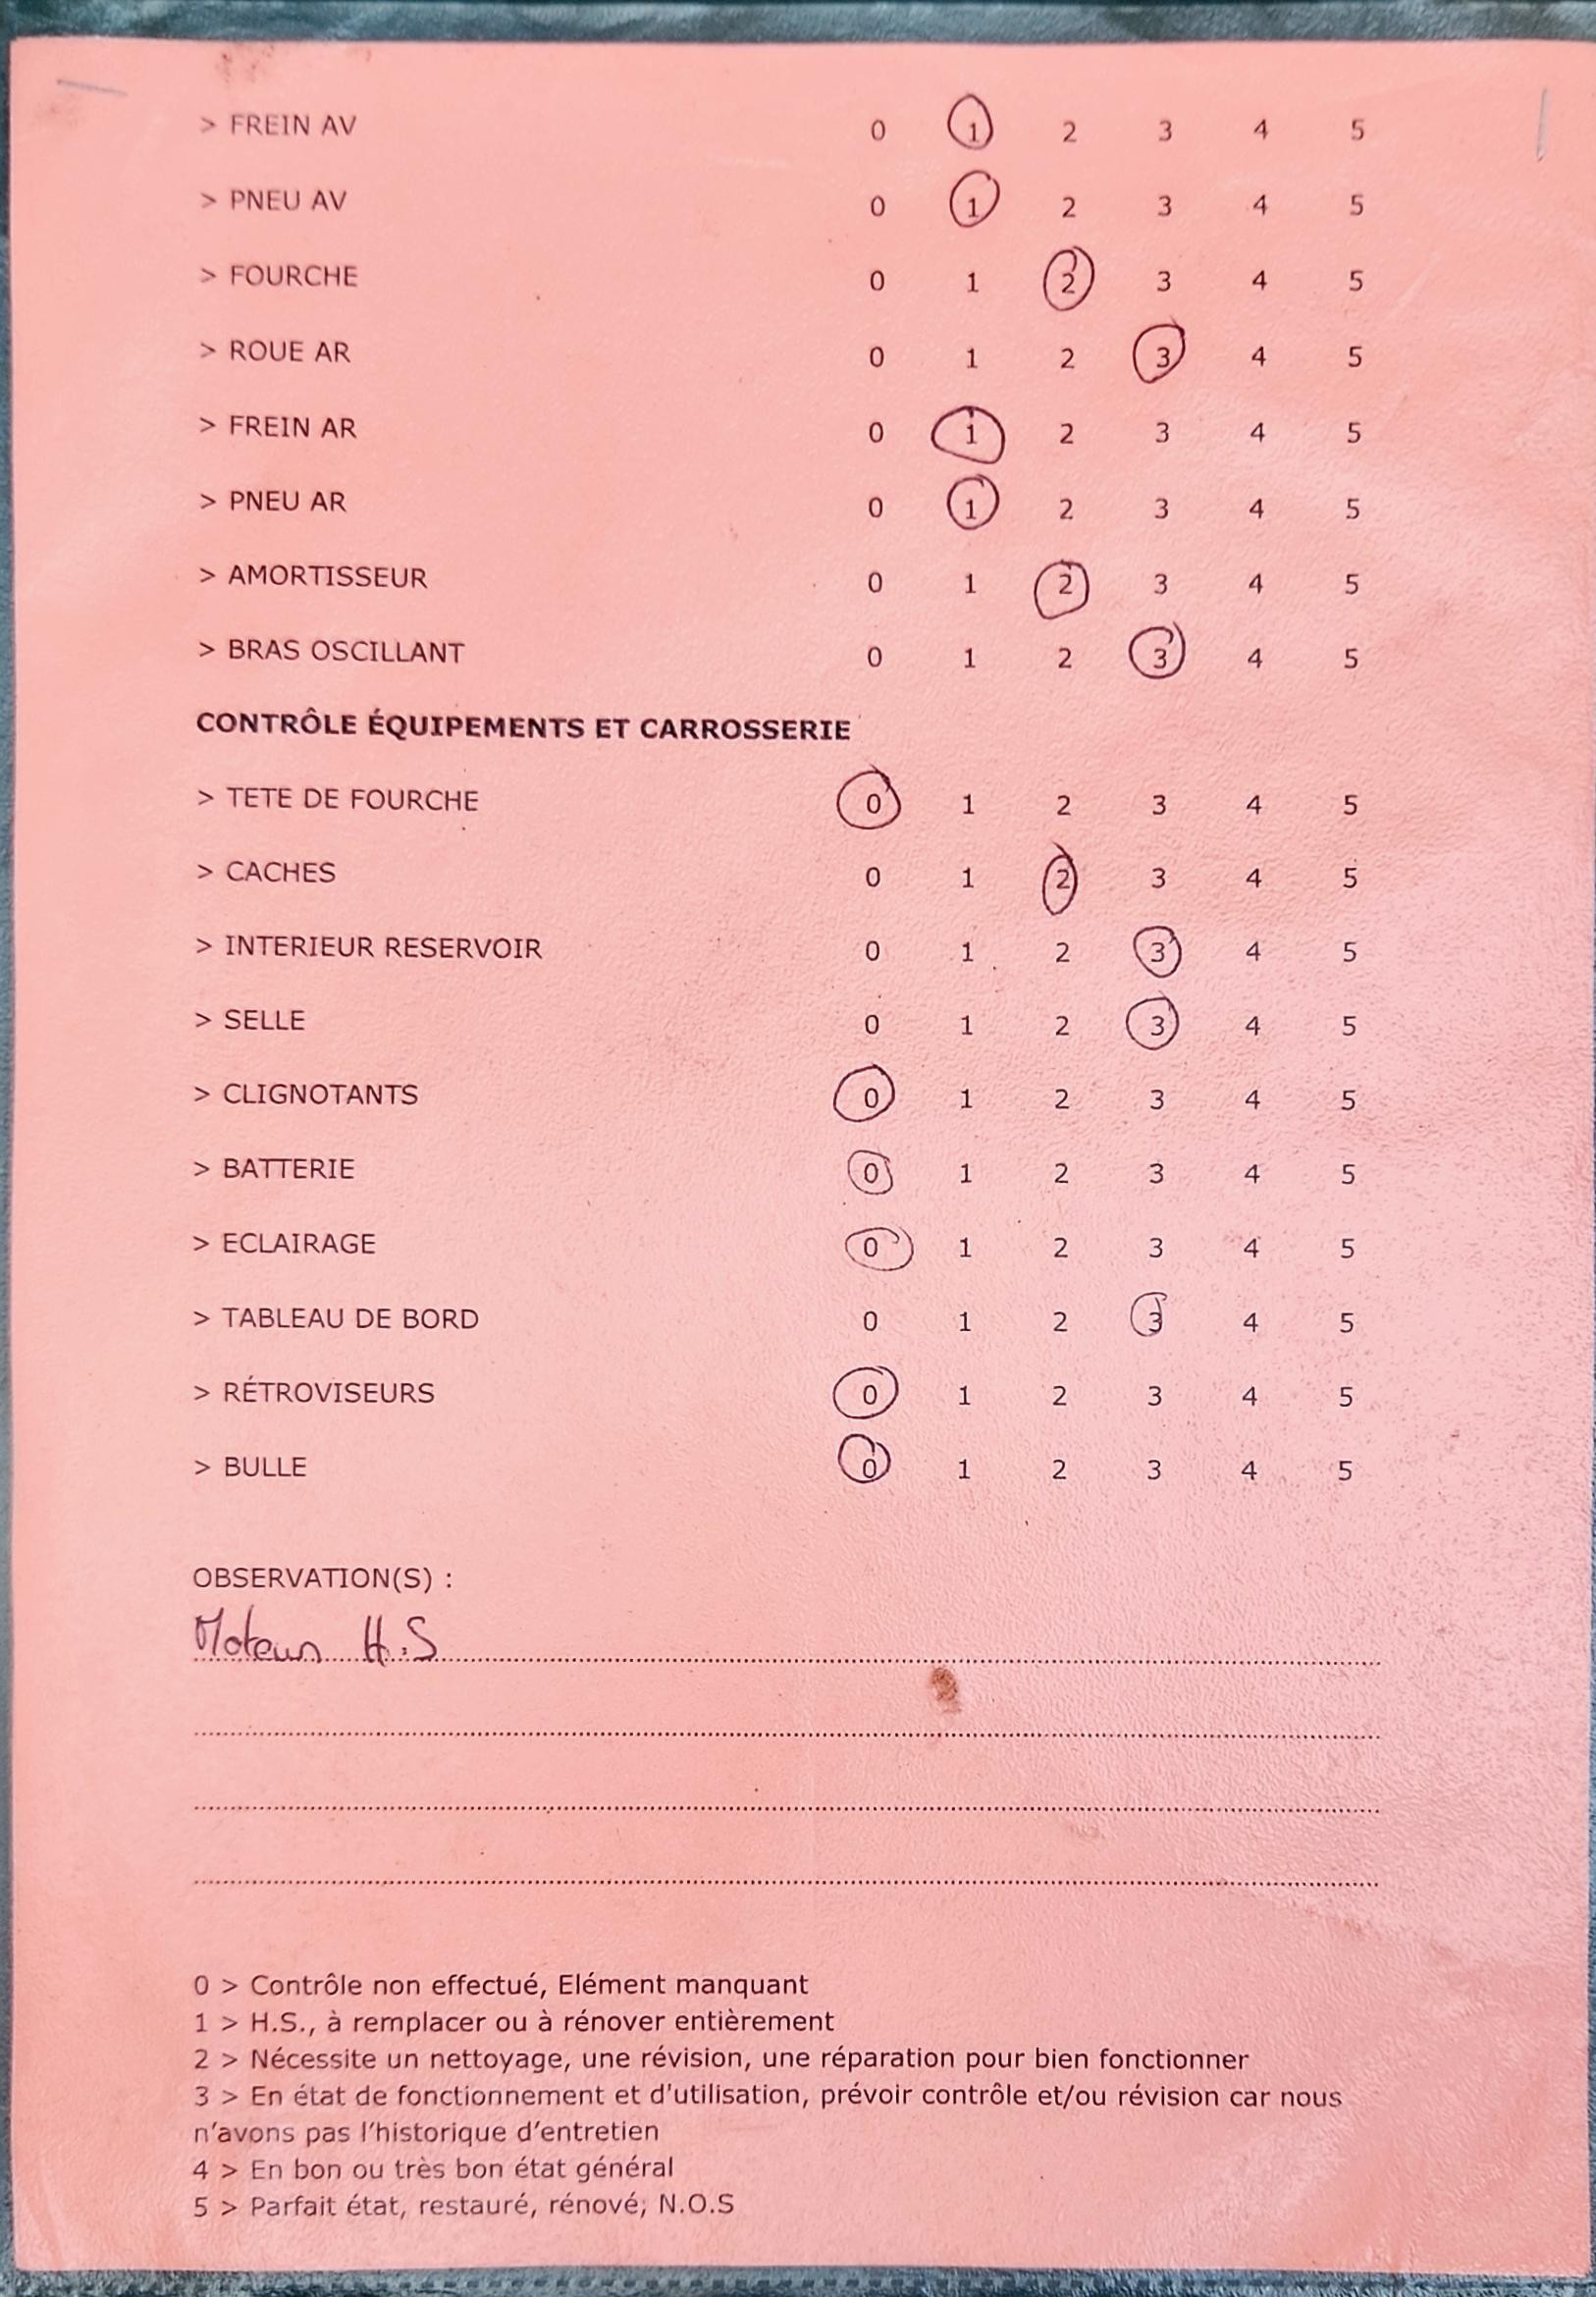 > FREIN AV 0 1 2 3 4 5
> PNEU AV 0 1 2 3 4 5
> FOURCHE 0 1 2 3 4 5
> ROUE AR 0 1 2 3 4 5
> FREIN AR 0 1 2 3 4 5
> PNEU AR 0 1 2 3 4 5
> AMORTISSEUR 0 1 2 3 4 5
> BRAS OSCILLANT 0 1 2 3 4 5
CONTRÔLE ÉQUIPEMENTS ET CARROSSERIE
> TETE DE FOURCHE 0 1 2 3 4 5
> CACHES 0 1 2 3 4 5
> INTERIEUR RESERVOIR 0 1 2 3 4 5
> SELLE 0 1 2 3 4 5
> CLIGNOTANTS 0 1 2 3 4 5
> BATTERIE 0 1 2 3 4 5
> ECLAIRAGE 0 1 2 3 4 5
> TABLEAU DE BORD 0 1 2 3 4 5
> RÉTROVISEURS 0 1 2 3 4 5
> BULLE 0 1 2 3 4 5
OBSERVATION(S) :
Moteur H.S
0 > Contrôle non effectué, Elément manquant
1 > H.S., à remplacer ou à rénover entièrement
2 > Nécessite un nettoyage, une révision, une réparation pour bien fonctionner
3 > En état de fonctionnement et d'utilisation, prévoir contrôle et/ou révision car nous
n'avons pas l'historique d'entretien
4 > En bon ou très bon état général
5 > Parfait état, restauré, rénové; N.O.S